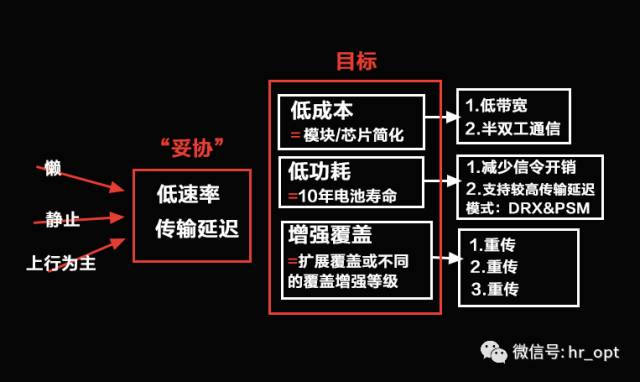 目标
“妥协”
懒
静止
上行为主
低速率
传输延迟
低成本
=模块/芯片简化
低功耗
=10年电池寿命
增强覆盖
=扩展覆盖或不同
的覆盖增强等级
1.低带宽
2.半双工通信
1.减少信令开销
2.支持较高传输延迟
模式：DRX&PSM
1.重传
2.重传
3.重传
微信号: hr_opt